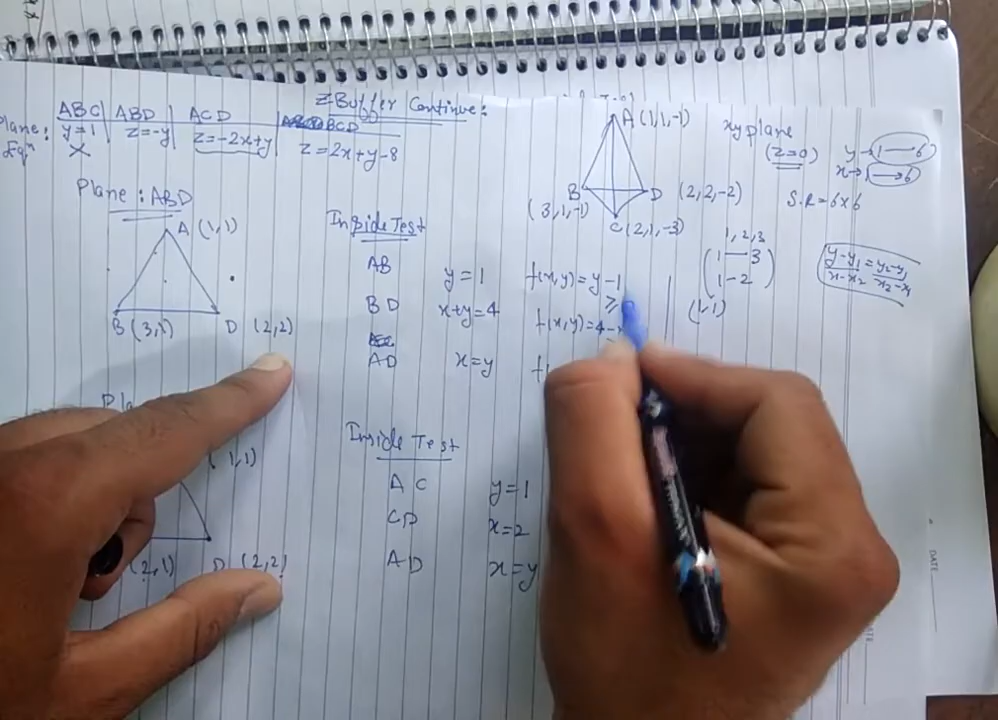 Z Buffer Continue:
ABC | ABD | ACD | BCD
Plane: Eqn
y=1 | z=-y | z=-2x+y | z=2x+y-8
Plane: ABD
A (1,1)
B (3,1) D (2,2)
Inside Test
AB y=1 f(x,y)=y-1 ≥
BD x+y=4 f(x,y)=4-x
AD x=y
A (1,1,-1)
B (3,1,-1)
D (2,2,-2)
C (2,1,-3)
xy plane
(z=0)
y→1—6
x→1→6
S.R=6×6
1,2,3
(1—3
1-2)
(1,1)
y-y1/x-x2=y2-y1/x2-x1
Pla
1,1)
(2,1) D (2,2)
Inside Test
AC y=1
CD x=2
AD x=y
DATE